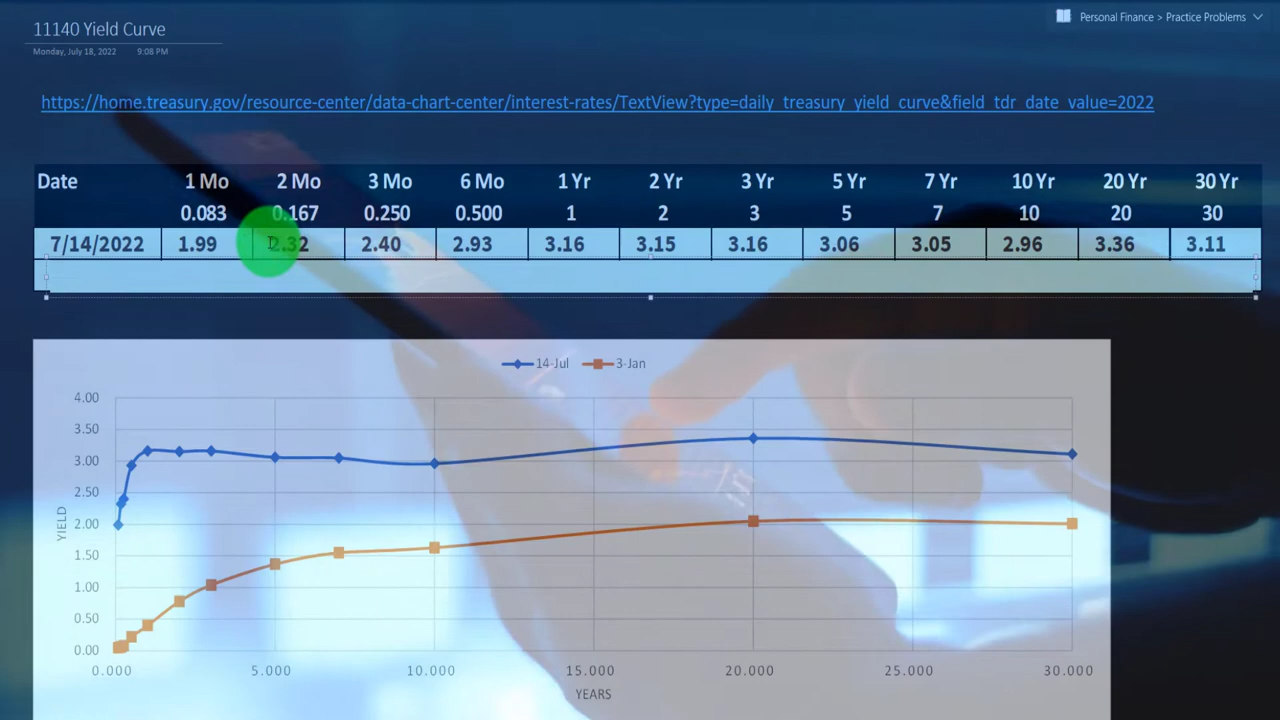 11140 Yield Curve
Personal Finance > Practice Problems
Monday, July 18, 2022 9:08 PM
https://home.treasury.gov/resource-center/data-chart-center/interest-rates/TextView?type=daily_treasury_yield_curve&field_tdr_date_value=2022
Date 1 Mo 2 Mo 3 Mo 6 Mo 1 Yr 2 Yr 3 Yr 5 Yr 7 Yr 10 Yr 20 Yr 30 Yr
0.083 0.167 0.250 0.500 1 2 3 5 7 10 20 30
7/14/2022 1.99 2.32 2.40 2.93 3.16 3.15 3.16 3.06 3.05 2.96 3.36 3.11
14-Jul 3-Jan
4.00
3.50
3.00
2.50
2.00
1.50
1.00
0.50
0.00
YIELD
0.000 5.000 10.000 15.000 20.000 25.000 30.000
YEARS